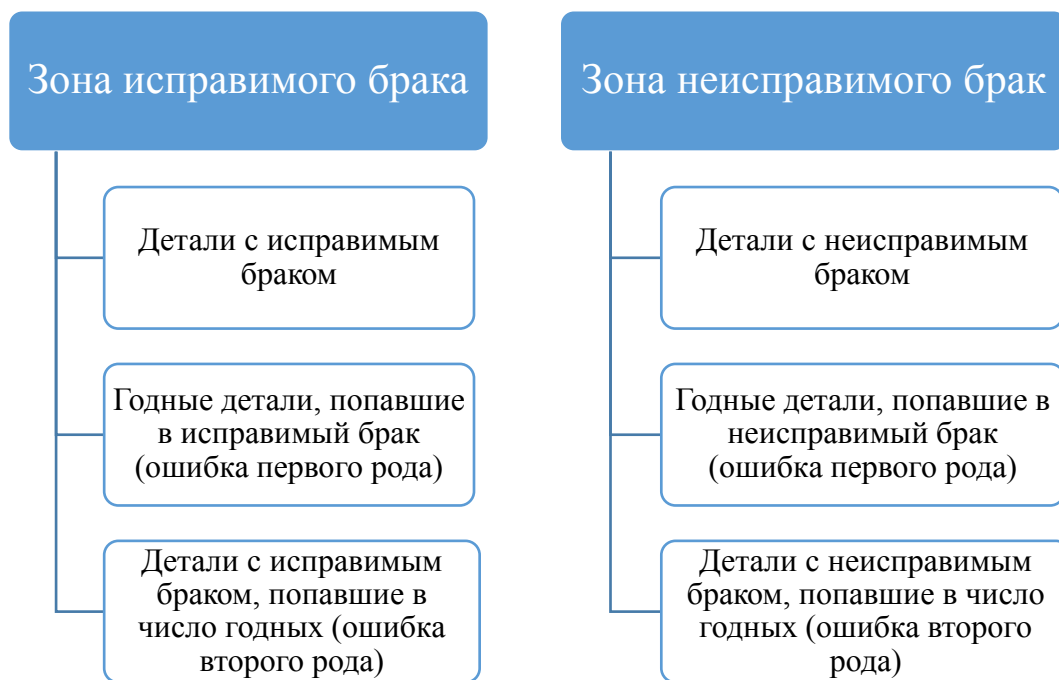 Зона исправимого брака
Детали с исправимым
браком
Годные детали, попавшие
в исправимый брак
(ошибка первого рода)
Детали с исправимым
браком, попавшие в
число годных (ошибка
второго рода)
Зона неисправимого брак
Детали с неисправимым
браком
Годные детали, попавшие в
неисправимый брак
(ошибка первого рода)
Детали с неисправимым
браком, попавшие в число
годных (ошибка второго
рода)